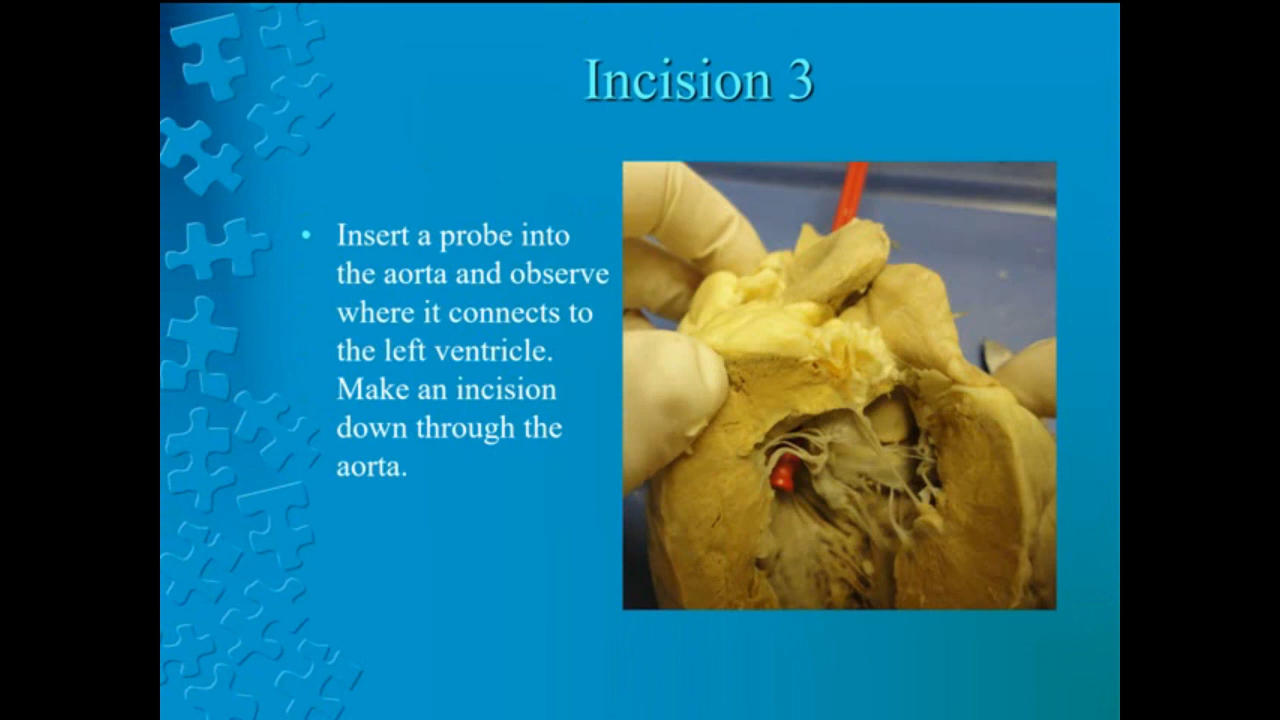 Incision 3
• Insert a probe into
the aorta and observe
where it connects to
the left ventricle.
Make an incision
down through the
aorta.